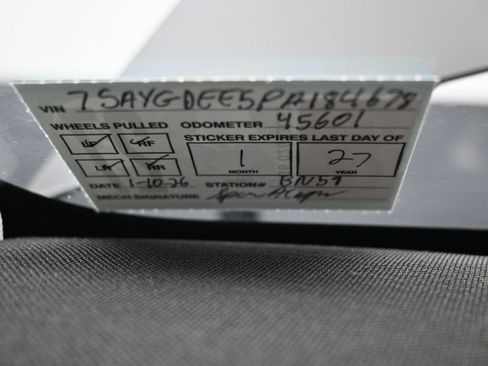 VIN 7SAYGDEE5PA184678
WHEELS PULLED ODOMETER 45601
LF RF STICKER EXPIRES LAST DAY OF
LR RR 1 27
MONTH YEAR
DATE 1-10-26 STATION# BN59
MECH SIGNATURE